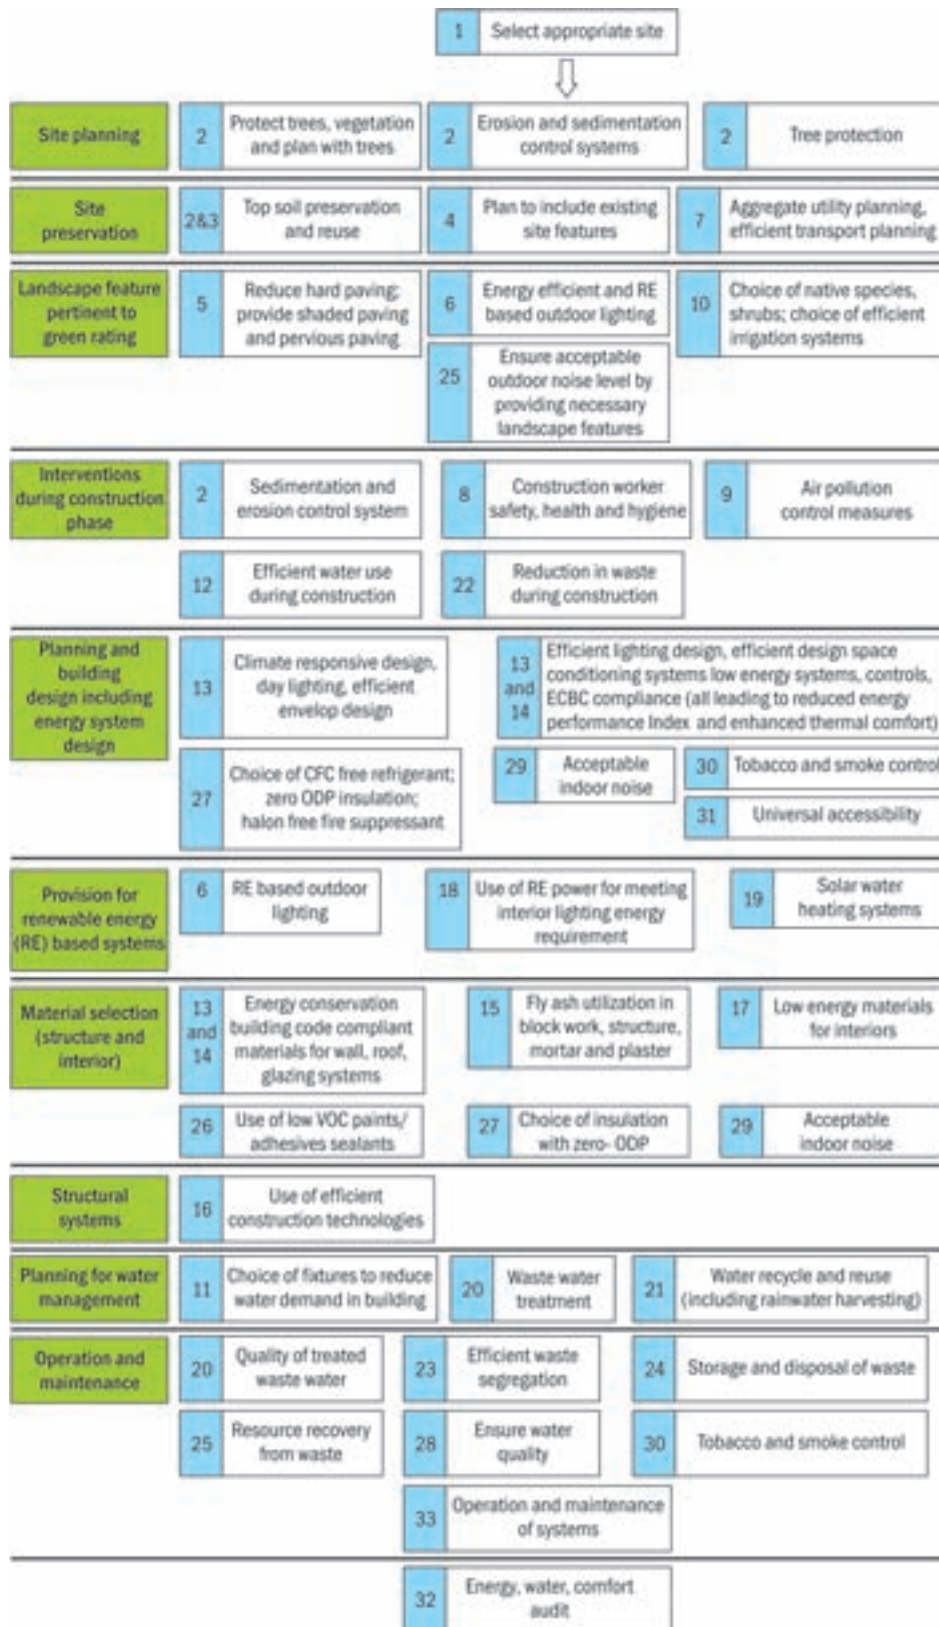 1 Select appropriate site
Site planning
2 Protect trees, vegetation
and plan with trees
2 Erosion and sedimentation
control systems
2 Tree protection
Site
preservation
2&3 Top soil preservation
and reuse
4 Plan to include existing
site features
7 Aggregate utility planning,
efficient transport planning
Landscape feature
pertinent to
green rating
5 Reduce hard paving;
provide shaded paving
and pervious paving
6 Energy efficient and RE
based outdoor lighting
10 Choice of native species,
shrubs; choice of efficient
irrigation systems
25 Ensure acceptable
outdoor noise level by
providing necessary
landscape features
Interventions
during construction
phase
2 Sedimentation and
erosion control system
8 Construction worker
safety, health and hygiene
9 Air pollution
control measures
12 Efficient water use
during construction
22 Reduction in waste
during construction
Planning and
building
design including
energy system
design
13 Climate responsive design,
day lighting, efficient
envelop design
13
and
14
Efficient lighting design, efficient design space
conditioning systems low energy systems, controls,
ECBC compliance (all leading to reduced energy
performance Index and enhanced thermal comfort)
27 Choice of CFC free refrigerant;
zero ODP insulation;
halon free fire suppressant
29 Acceptable
indoor noise
30 Tobacco and smoke control
31 Universal accessibility
Provision for
renewable energy
(RE) based systems
6 RE based outdoor
lighting
18 Use of RE power for meeting
interior lighting energy
requirement
19 Solar water
heating systems
Material selection
(structure and
interior)
13
and
14
Energy conservation
building code compliant
materials for wall, roof,
glazing systems
15 Fly ash utilization in
block work, structure,
mortar and plaster
17 Low energy materials
for interiors
26 Use of low VOC paints/
adhesives sealants
27 Choice of insulation
with zero- ODP
29 Acceptable
indoor noise
Structural
systems
16 Use of efficient
construction technologies
Planning for water
management
11 Choice of fixtures to reduce
water demand in building
20 Waste water
treatment
21 Water recycle and reuse
(including rainwater harvesting)
Operation and
maintenance
20 Quality of treated
waste water
23 Efficient waste
segregation
24 Storage and disposal of waste
25 Resource recovery
from waste
28 Ensure water
quality
30 Tobacco and smoke control
33 Operation and maintenance
of systems
32 Energy, water, comfort
audit